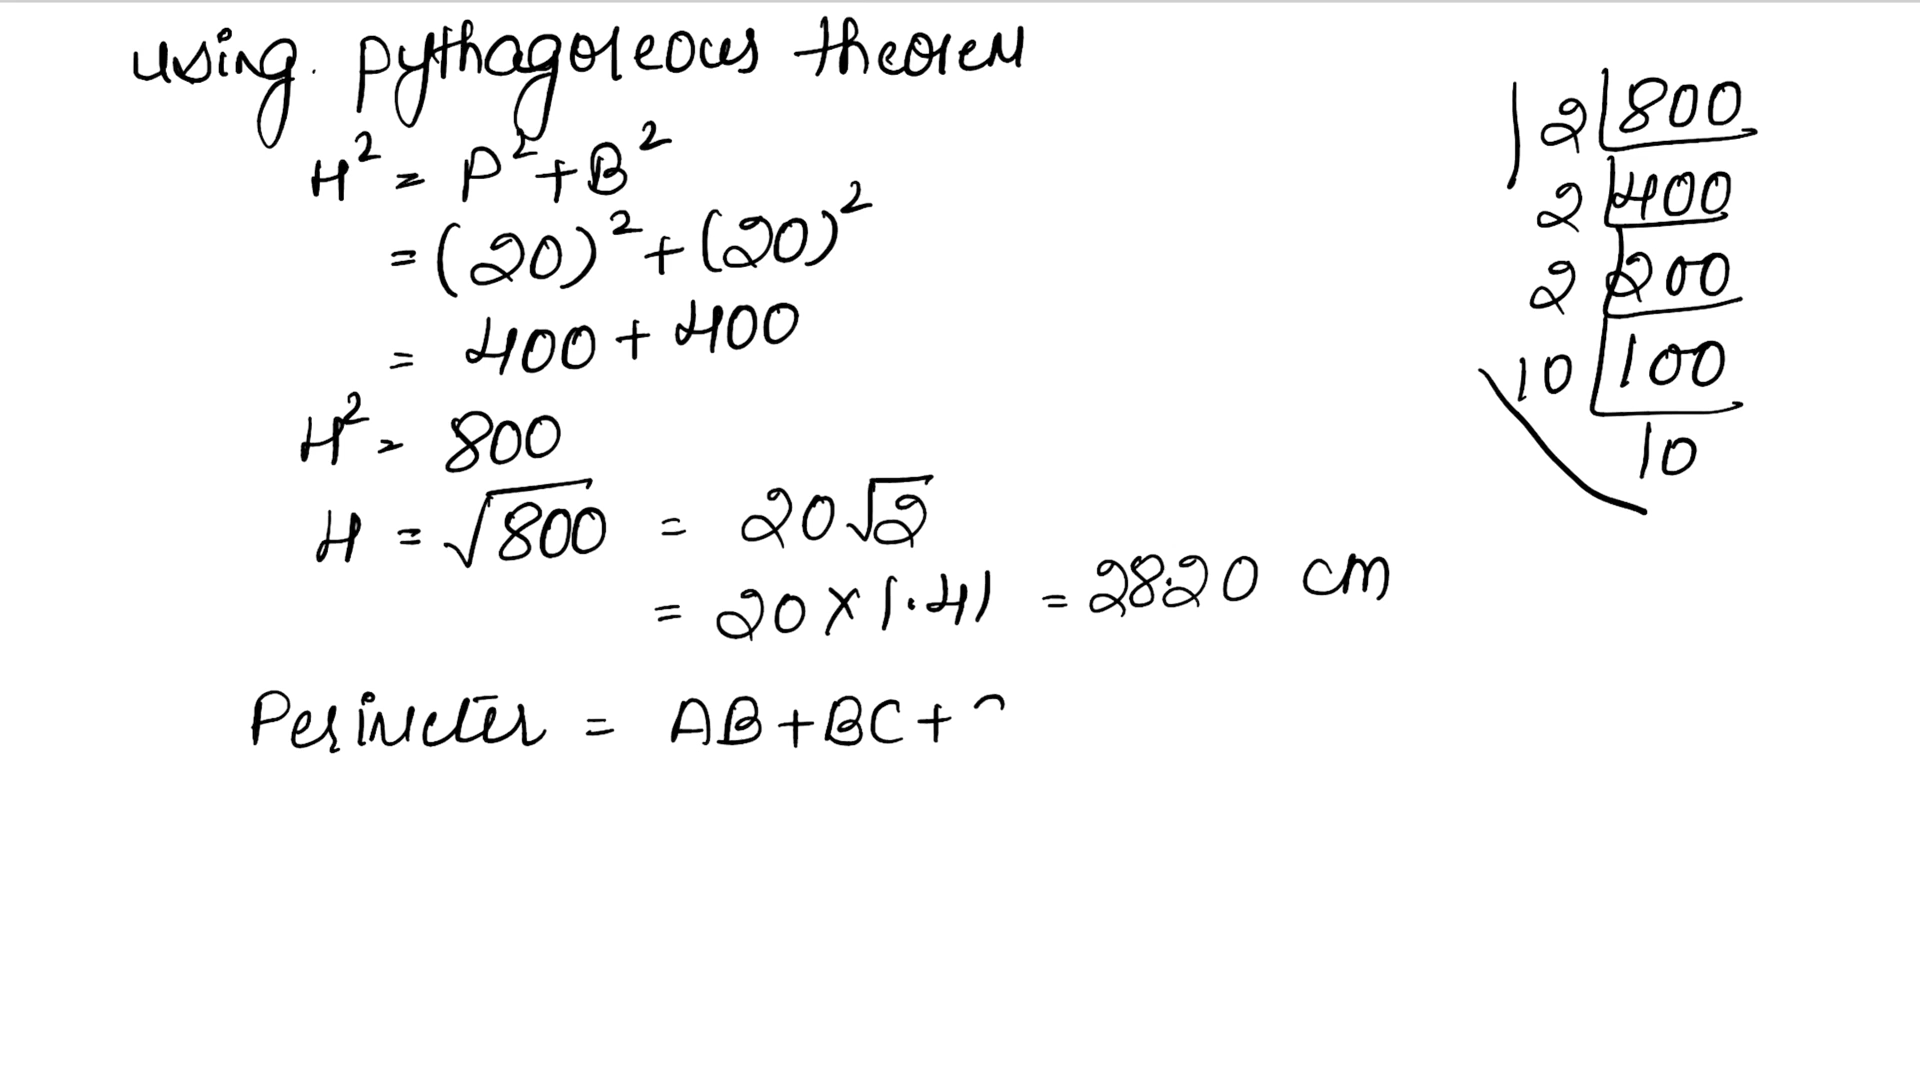 using. pythagoreous theorem
H² = P² + B²
= (20)² + (20)²
= 400 + 400
H² = 800
H = √800 = 20√2
= 20 × 1.41 = 28.20 cm
Perimeter = AB + BC +
2 | 800
2 | 400
2 | 200
10 | 100
10